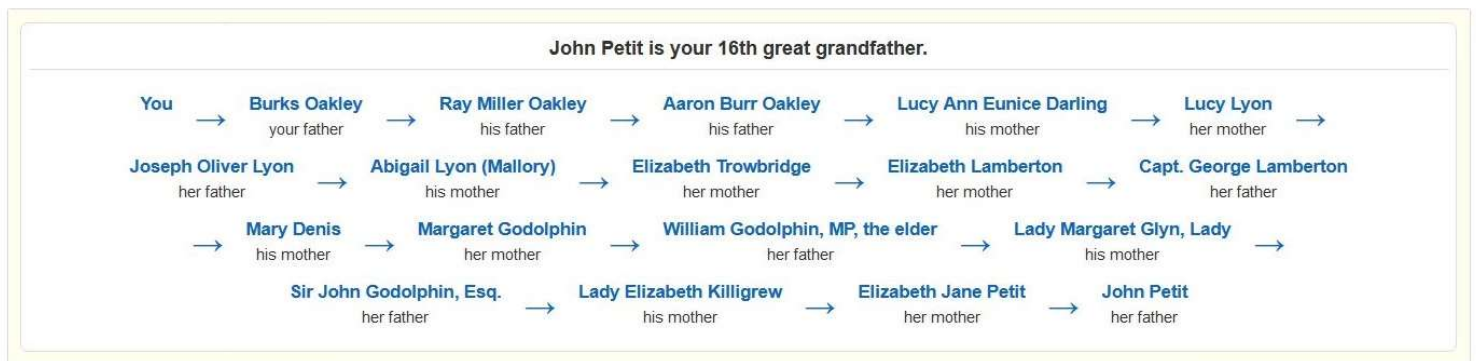 John Petit is your 16th great grandfather.
You → Burks Oakley → Ray Miller Oakley → Aaron Burr Oakley → Lucy Ann Eunice Darling → Lucy Lyon →
your father his father his father his mother her mother
Joseph Oliver Lyon → Abigail Lyon (Mallory) → Elizabeth Trowbridge → Elizabeth Lamberton → Capt. George Lamberton
her father his mother her mother her mother her father
→ Mary Denis → Margaret Godolphin → William Godolphin, MP, the elder → Lady Margaret Glyn, Lady →
his mother her mother her father his mother
Sir John Godolphin, Esq. → Lady Elizabeth Killigrew → Elizabeth Jane Petit → John Petit
her father his mother her mother her father